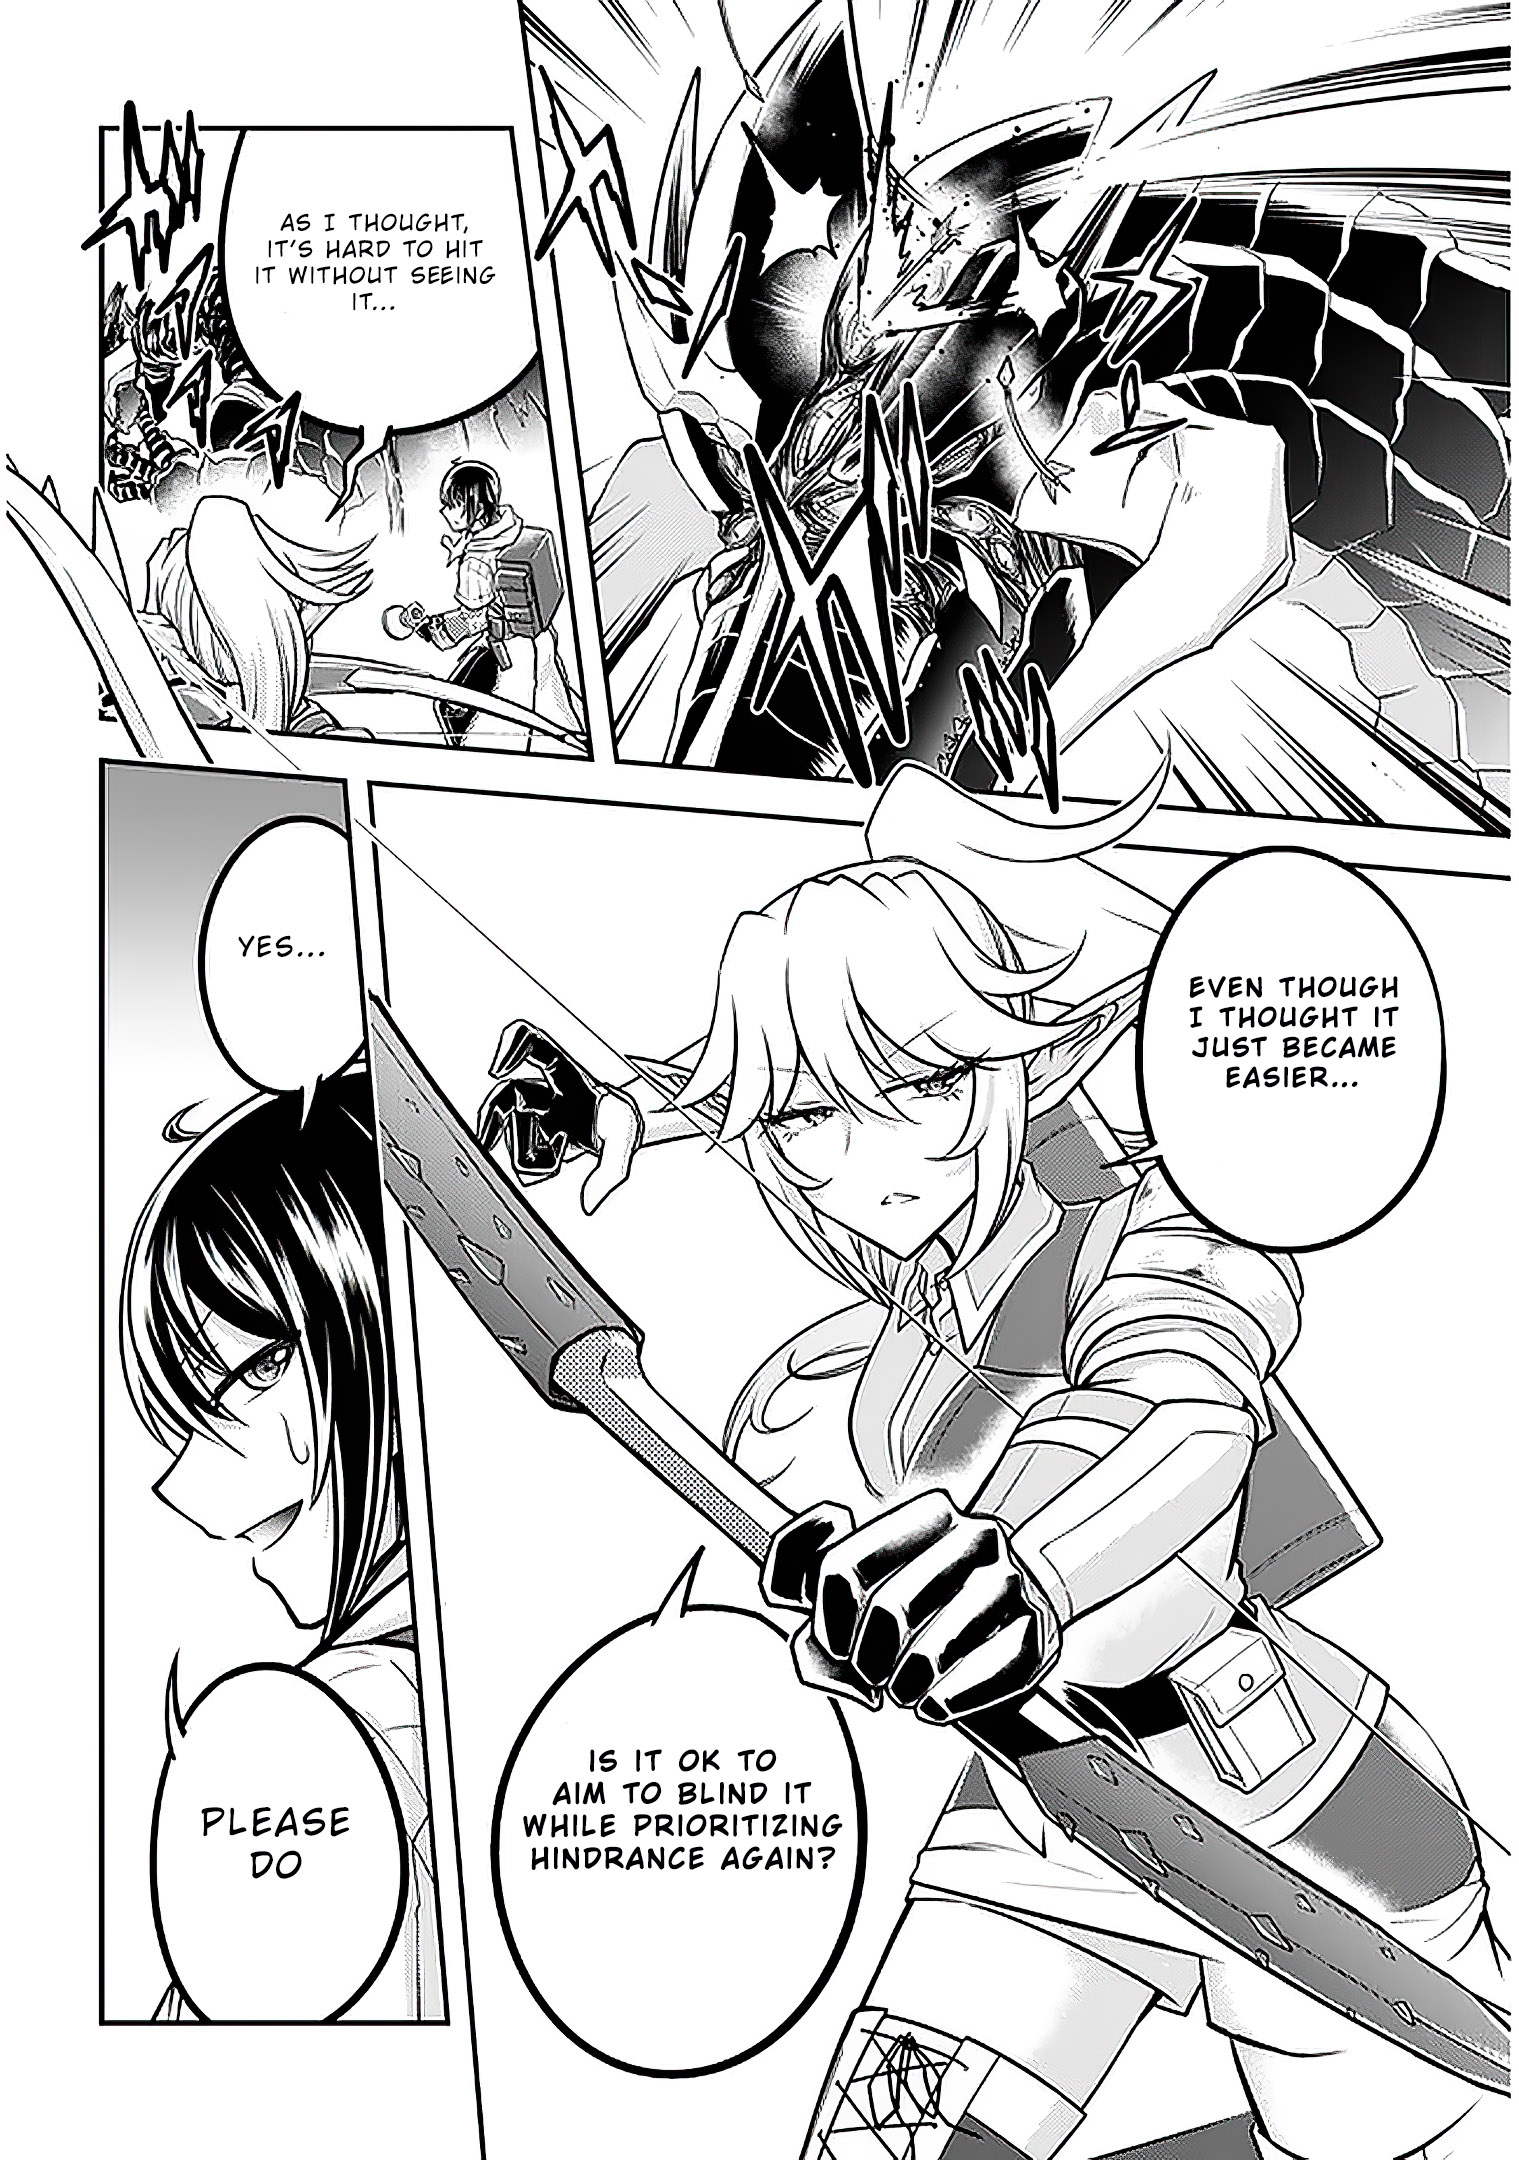 AS I THOUGHT,
IT'S HARD TO HIT
IT WITHOUT SEEING
IT...
EVEN THOUGH
I THOUGHT IT
JUST BECAME
EASIER...
IS IT OK TO
AIM TO BLIND IT
WHILE PRIORITIZING
HINDRANCE AGAIN?
YES...
PLEASE
DO